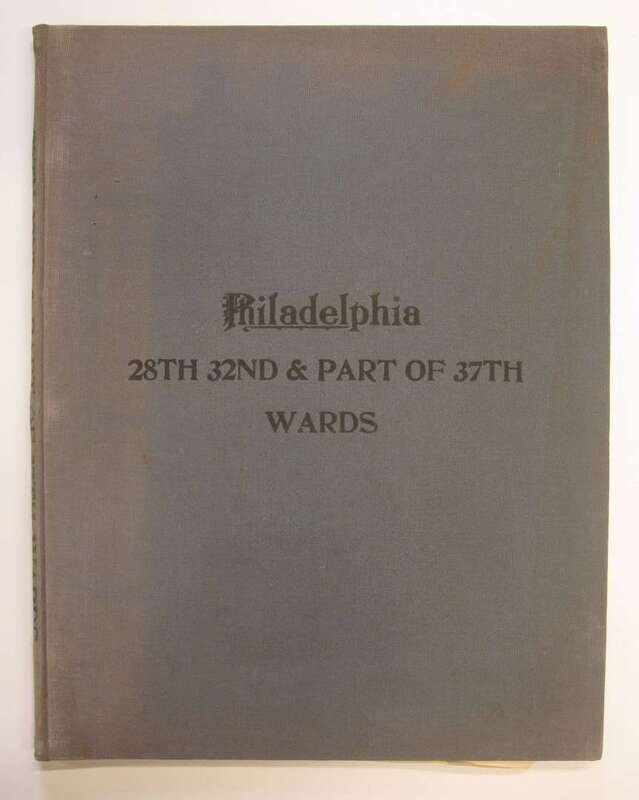 Philadelphia
28TH 32ND & PART OF 37TH
WARDS